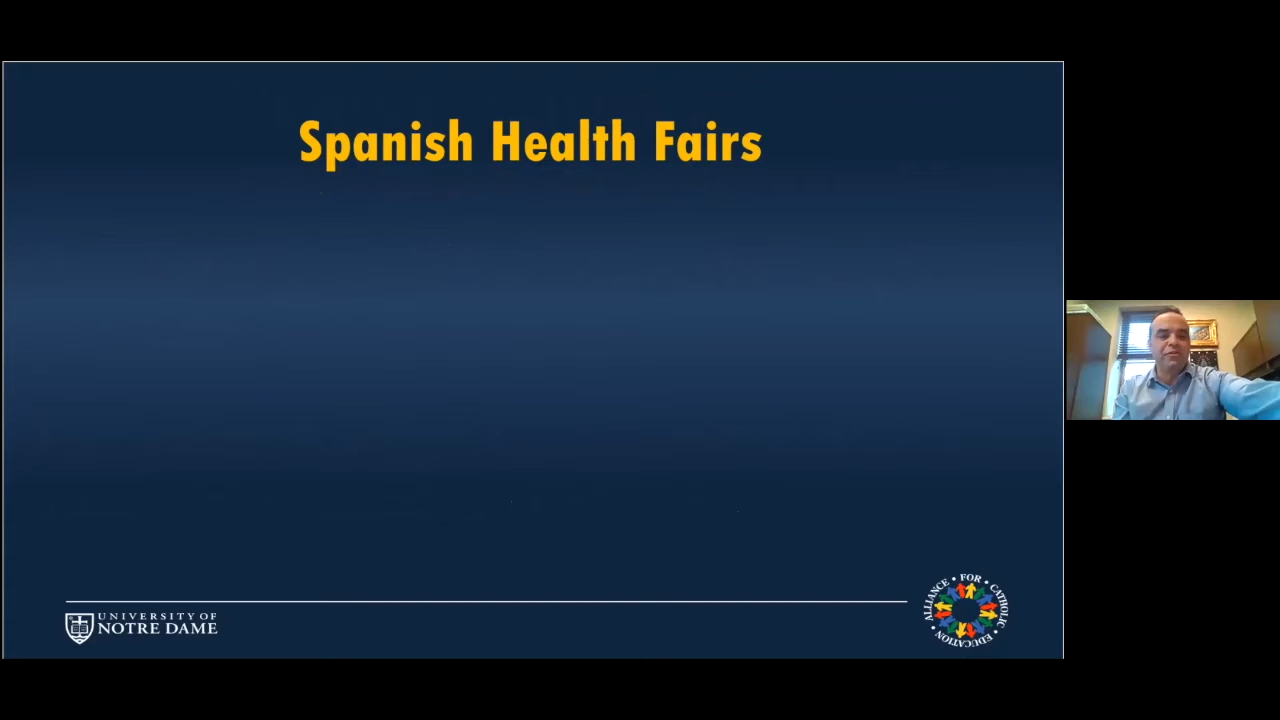 Spanish Health Fairs
UNIVERSITY OF
NOTRE DAME
ALLIANCE • FOR • CATHOLIC • EDUCATION •